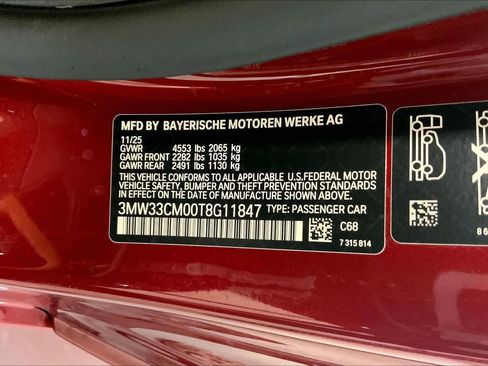 MFD BY BAYERISCHE MOTOREN WERKE AG
11/25
GVWR 4553 lbs 2065 kg
GAWR FRONT 2282 lbs 1035 kg
GAWR REAR 2491 lbs 1130 kg
THIS VEHICLE CONFORMS TO ALL APPLICABLE U.S.FEDERAL MOTOR
VEHICLE SAFETY, BUMPER AND THEFT PREVENTION STANDARDS IN
EFFECT ON THE DATE OF MANUFACTURE SHOWN ABOVE.
3MW33CM00T8G11847 TYPE: PASSENGER CAR
C68
7 315 814
8 6